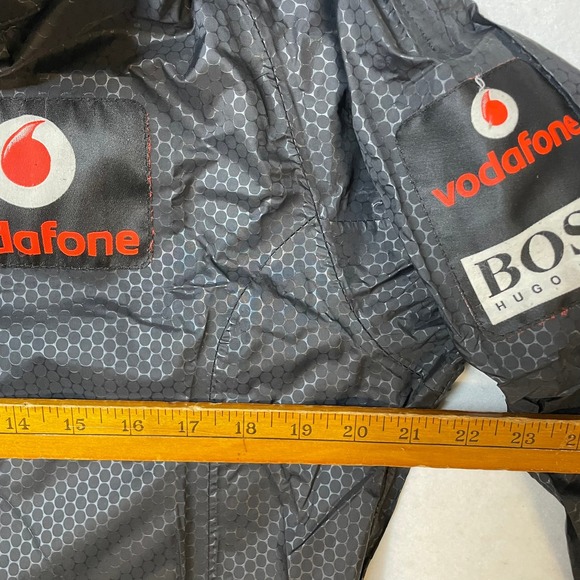 dafone
vodafone
BOS
HUGO
14 15 16 17 18 19 20 21 22 23